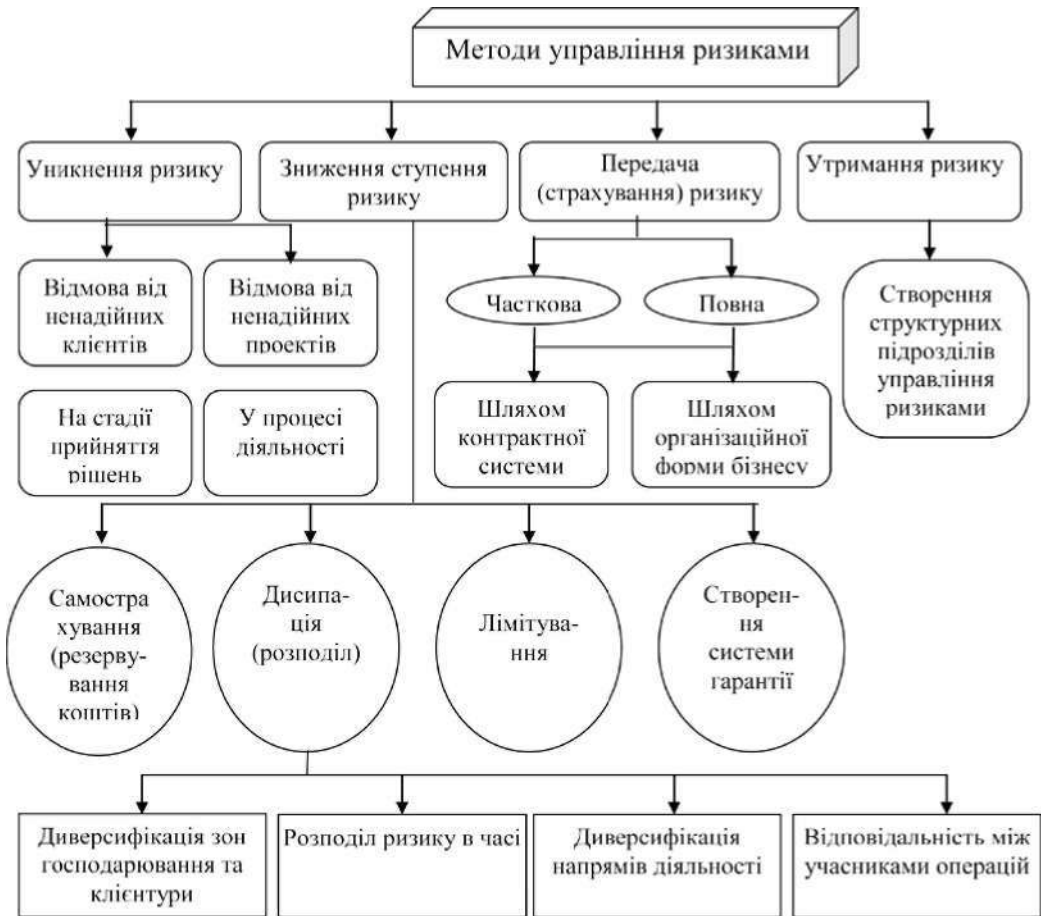 Методи управління ризиками
Уникнення ризику
Зниження ступення
ризику
Передача
(страхування) ризику
Утримання ризику
Відмова від
ненадійних
клієнтів
Відмова від
ненадійних
проектів
Часткова
Повна
Створення
структурних
підрозділів
управління
ризиками
На стадії
прийняття
рішень
У процесі
діяльності
Шляхом
контрактної
системи
Шляхом
організаційної
форми бізнесу
Самостра
хування
(резерву-
вання
коштів)
Дисипа-
ція
(розподіл)
Лімітува-
ння
Створен-
ня
системи
гарантії
Диверсифікація зон
господарювання та
клієнтури
Розподіл ризику в часі
Диверсифікація
напрямів діяльності
Відповідальність між
учасниками операцій